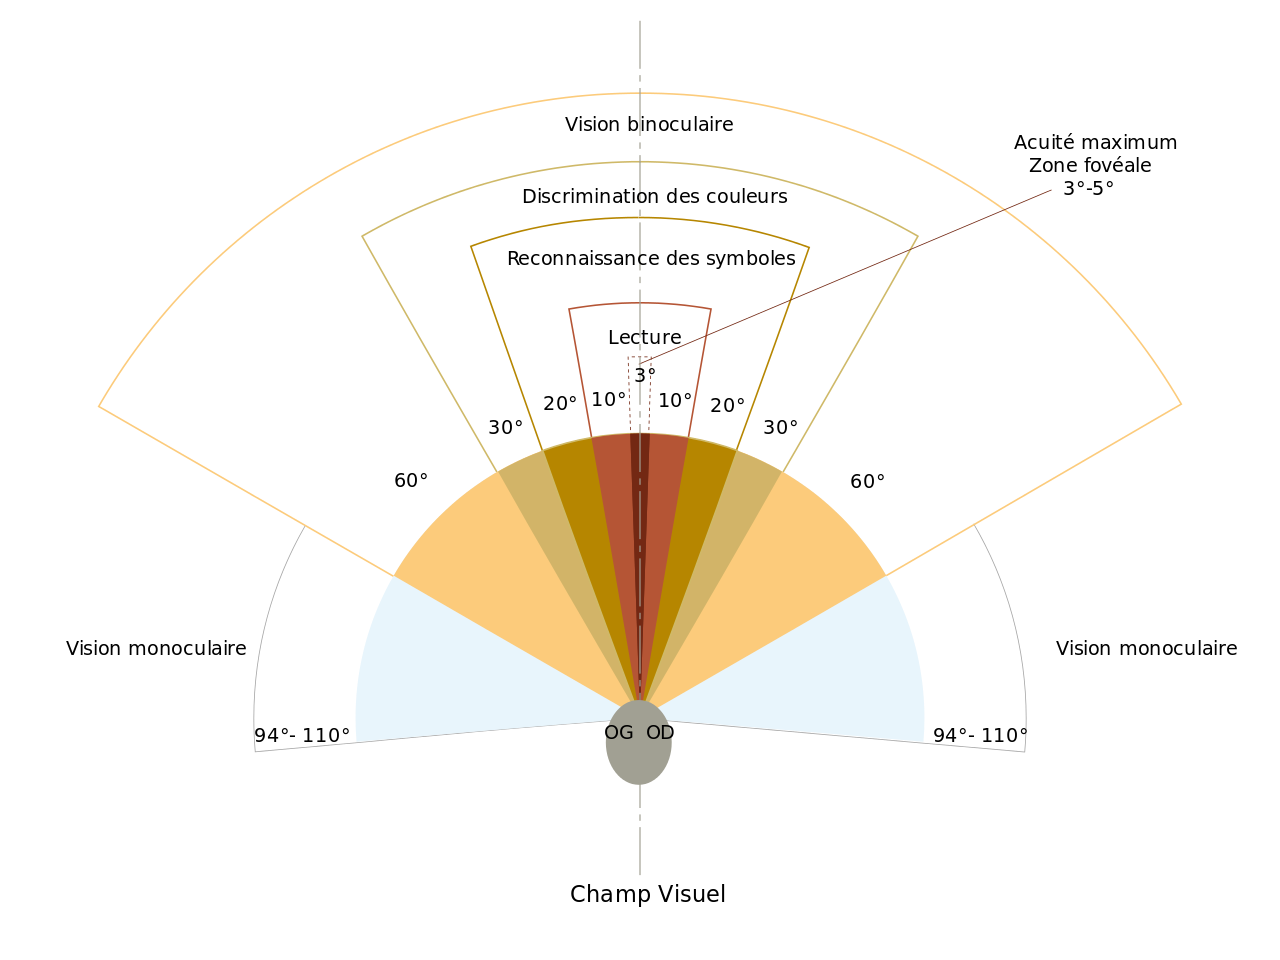 Vision binoculaire
Acuité maximum
Zone fovéale
3°-5°
Discrimination des couleurs
Reconnaissance des symboles
Lecture
3°
10°
10°
20°
20°
30°
30°
60°
60°
Vision monoculaire
Vision monoculaire
94°- 110°
OG
OD
94°- 110°
Champ Visuel